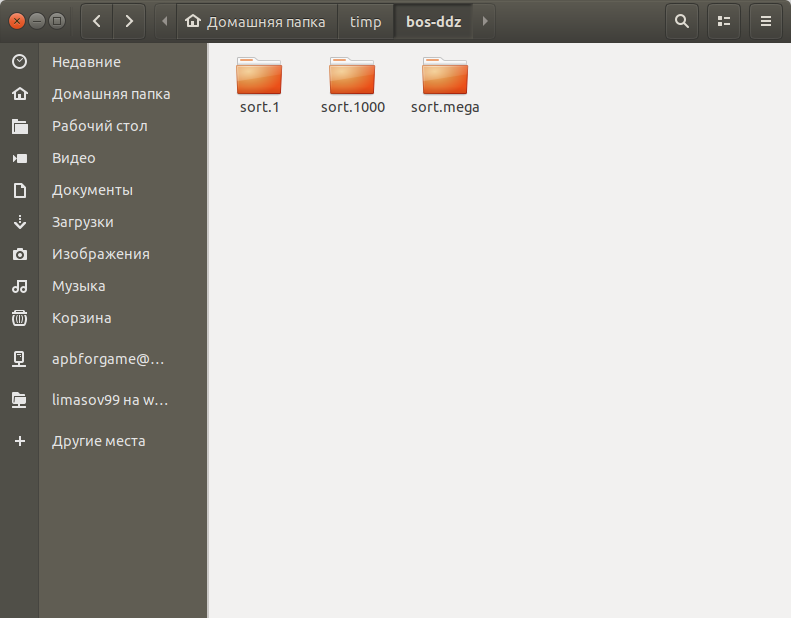 Домашняя папка timp bos-ddz
Недавние
Домашняя папка
Рабочий стол
Видео
Документы
Загрузки
Изображения
Музыка
Корзина
apbforgame@...
limasov99 на w...
Другие места
sort.1 sort.1000 sort.mega